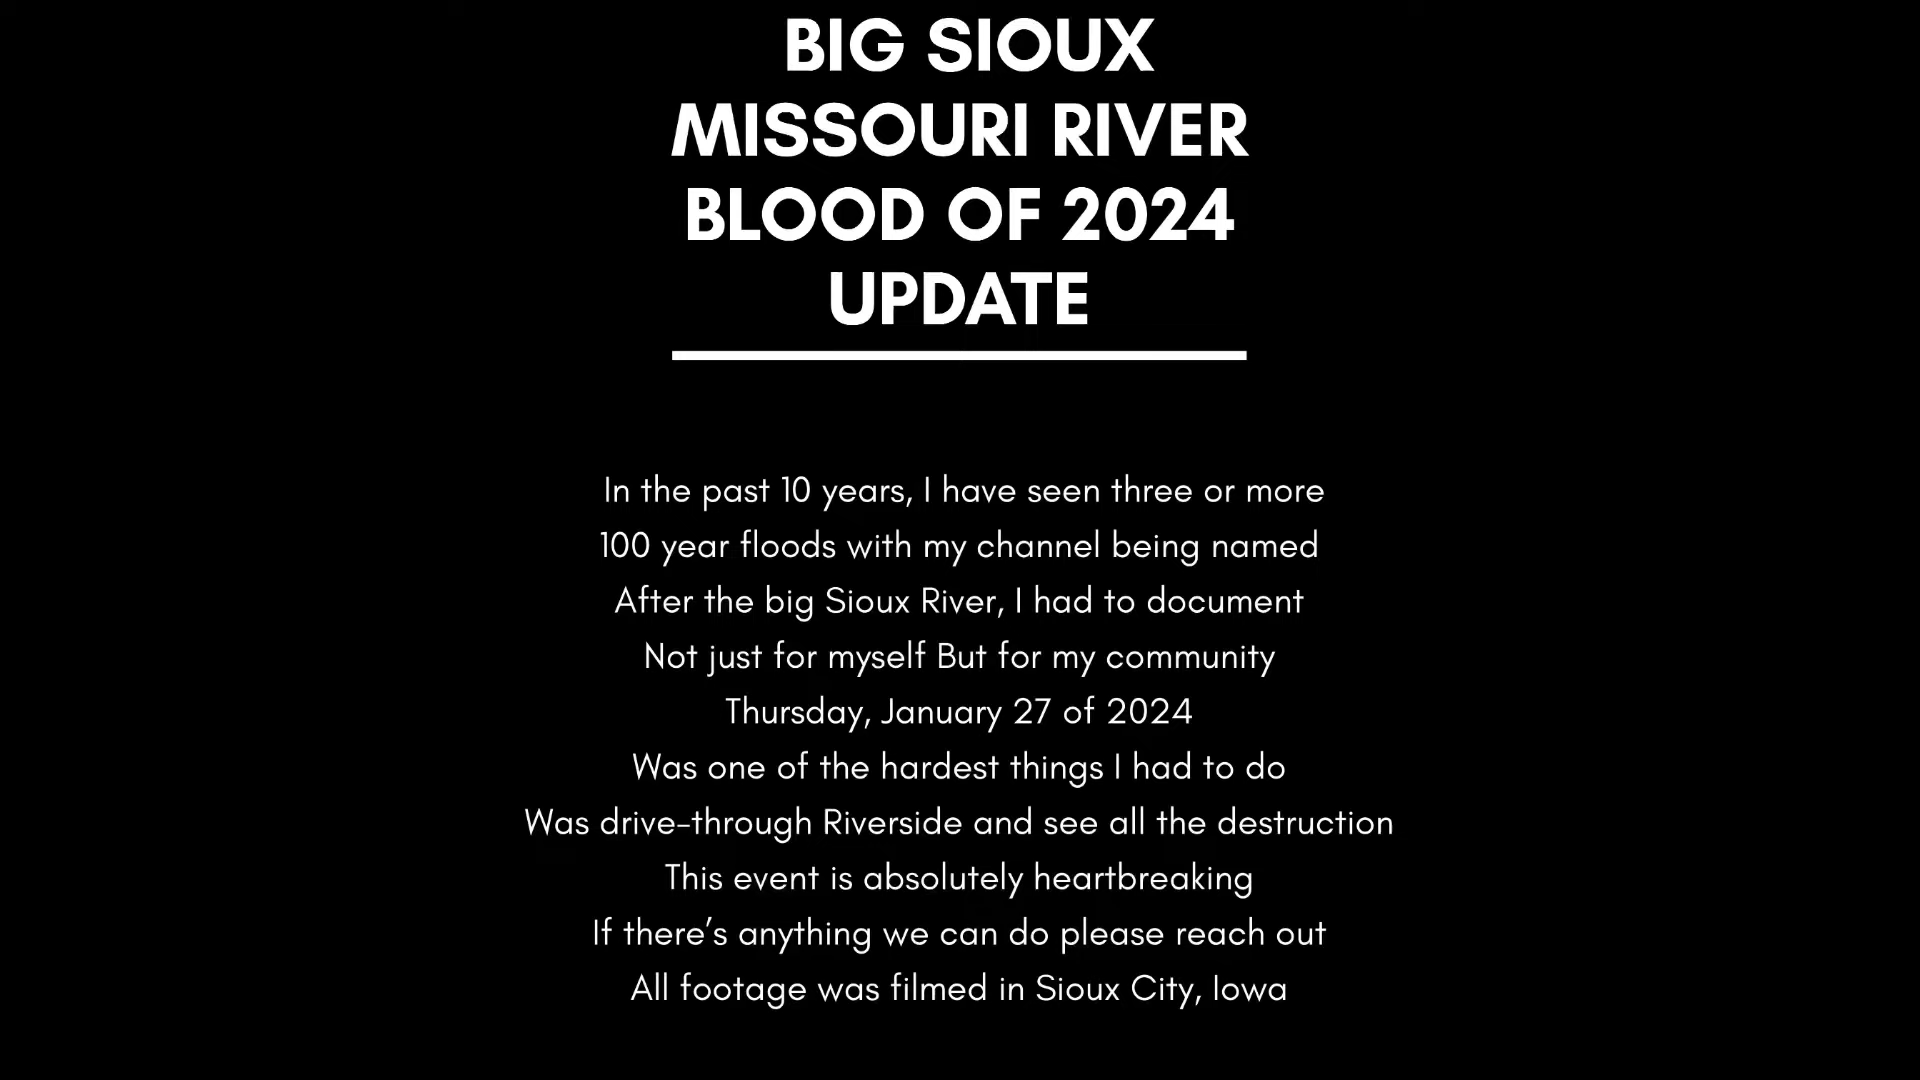 BIG SIOUX
MISSOURI RIVER
BLOOD OF 2024
UPDATE
In the past 10 years, I have seen three or more
100 year floods with my channel being named
After the big Sioux River, I had to document
Not just for myself But for my community
Thursday, January 27 of 2024
Was one of the hardest things I had to do
Was drive-through Riverside and see all the destruction
This event is absolutely heartbreaking
If there’s anything we can do please reach out
All footage was filmed in Sioux City, Iowa